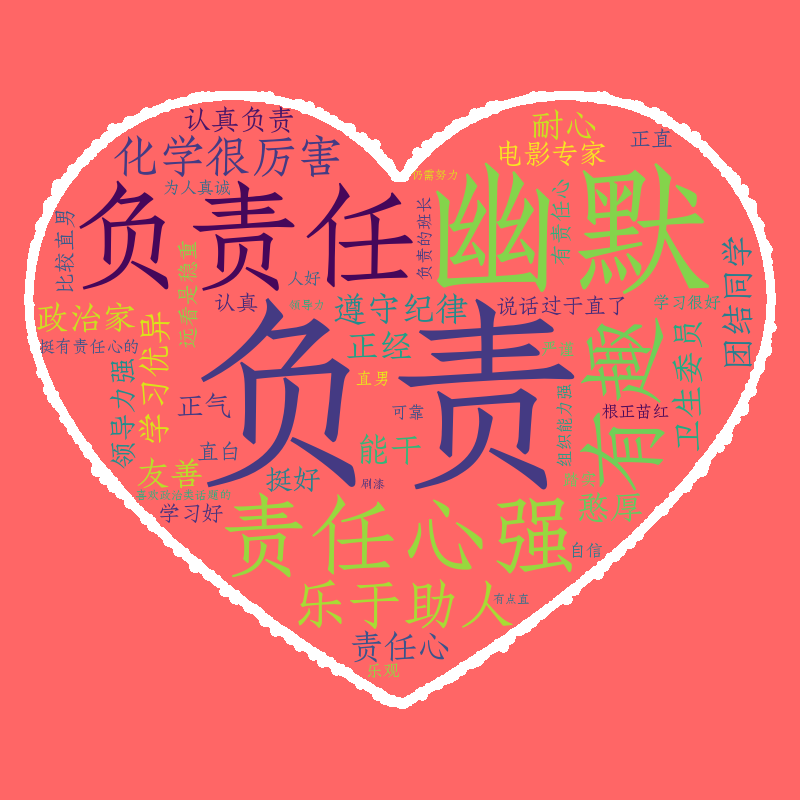 认真负责
耐心
正直
化学很厉害
电影专家
仍需努力
为人真诚
负责任
幽默
有责任心
负责的班长
比较直男
远看是稳重
团结同学
人好
认真
领导力
遵守纪律
说话过于直了
学习很好
政治家
挺有责任心的
学习优异
领导力强
负责
正经
有趣
卫生委员
直男
正气
可靠
根正苗红
组织能力强
直白
能干
友善
挺好
刷漆
踏实
学习好
责任心强
憨厚
自信
乐于助人
有点直
责任心
乐观